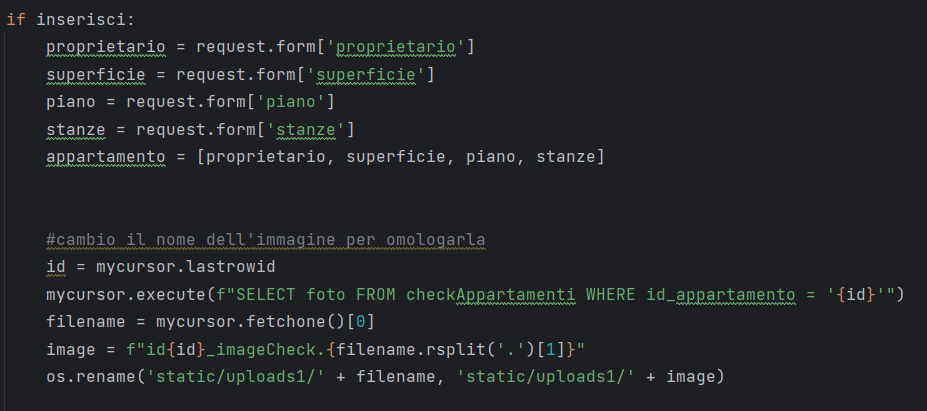 if inserisci:
    proprietario = request.form['proprietario']
    superficie = request.form['superficie']
    piano = request.form['piano']
    stanze = request.form['stanze']
    appartamento = [proprietario, superficie, piano, stanze]
    #cambio il nome dell'immagine per omologarla
    id = mycursor.lastrowid
    mycursor.execute(f"SELECT foto FROM checkAppartamenti WHERE id_appartamento = '{id}'")
    filename = mycursor.fetchone()[0]
    image = f"id{id}_imageCheck.{filename.rsplit('.')[1]}"
    os.rename('static/uploads1/' + filename, 'static/uploads1/' + image)